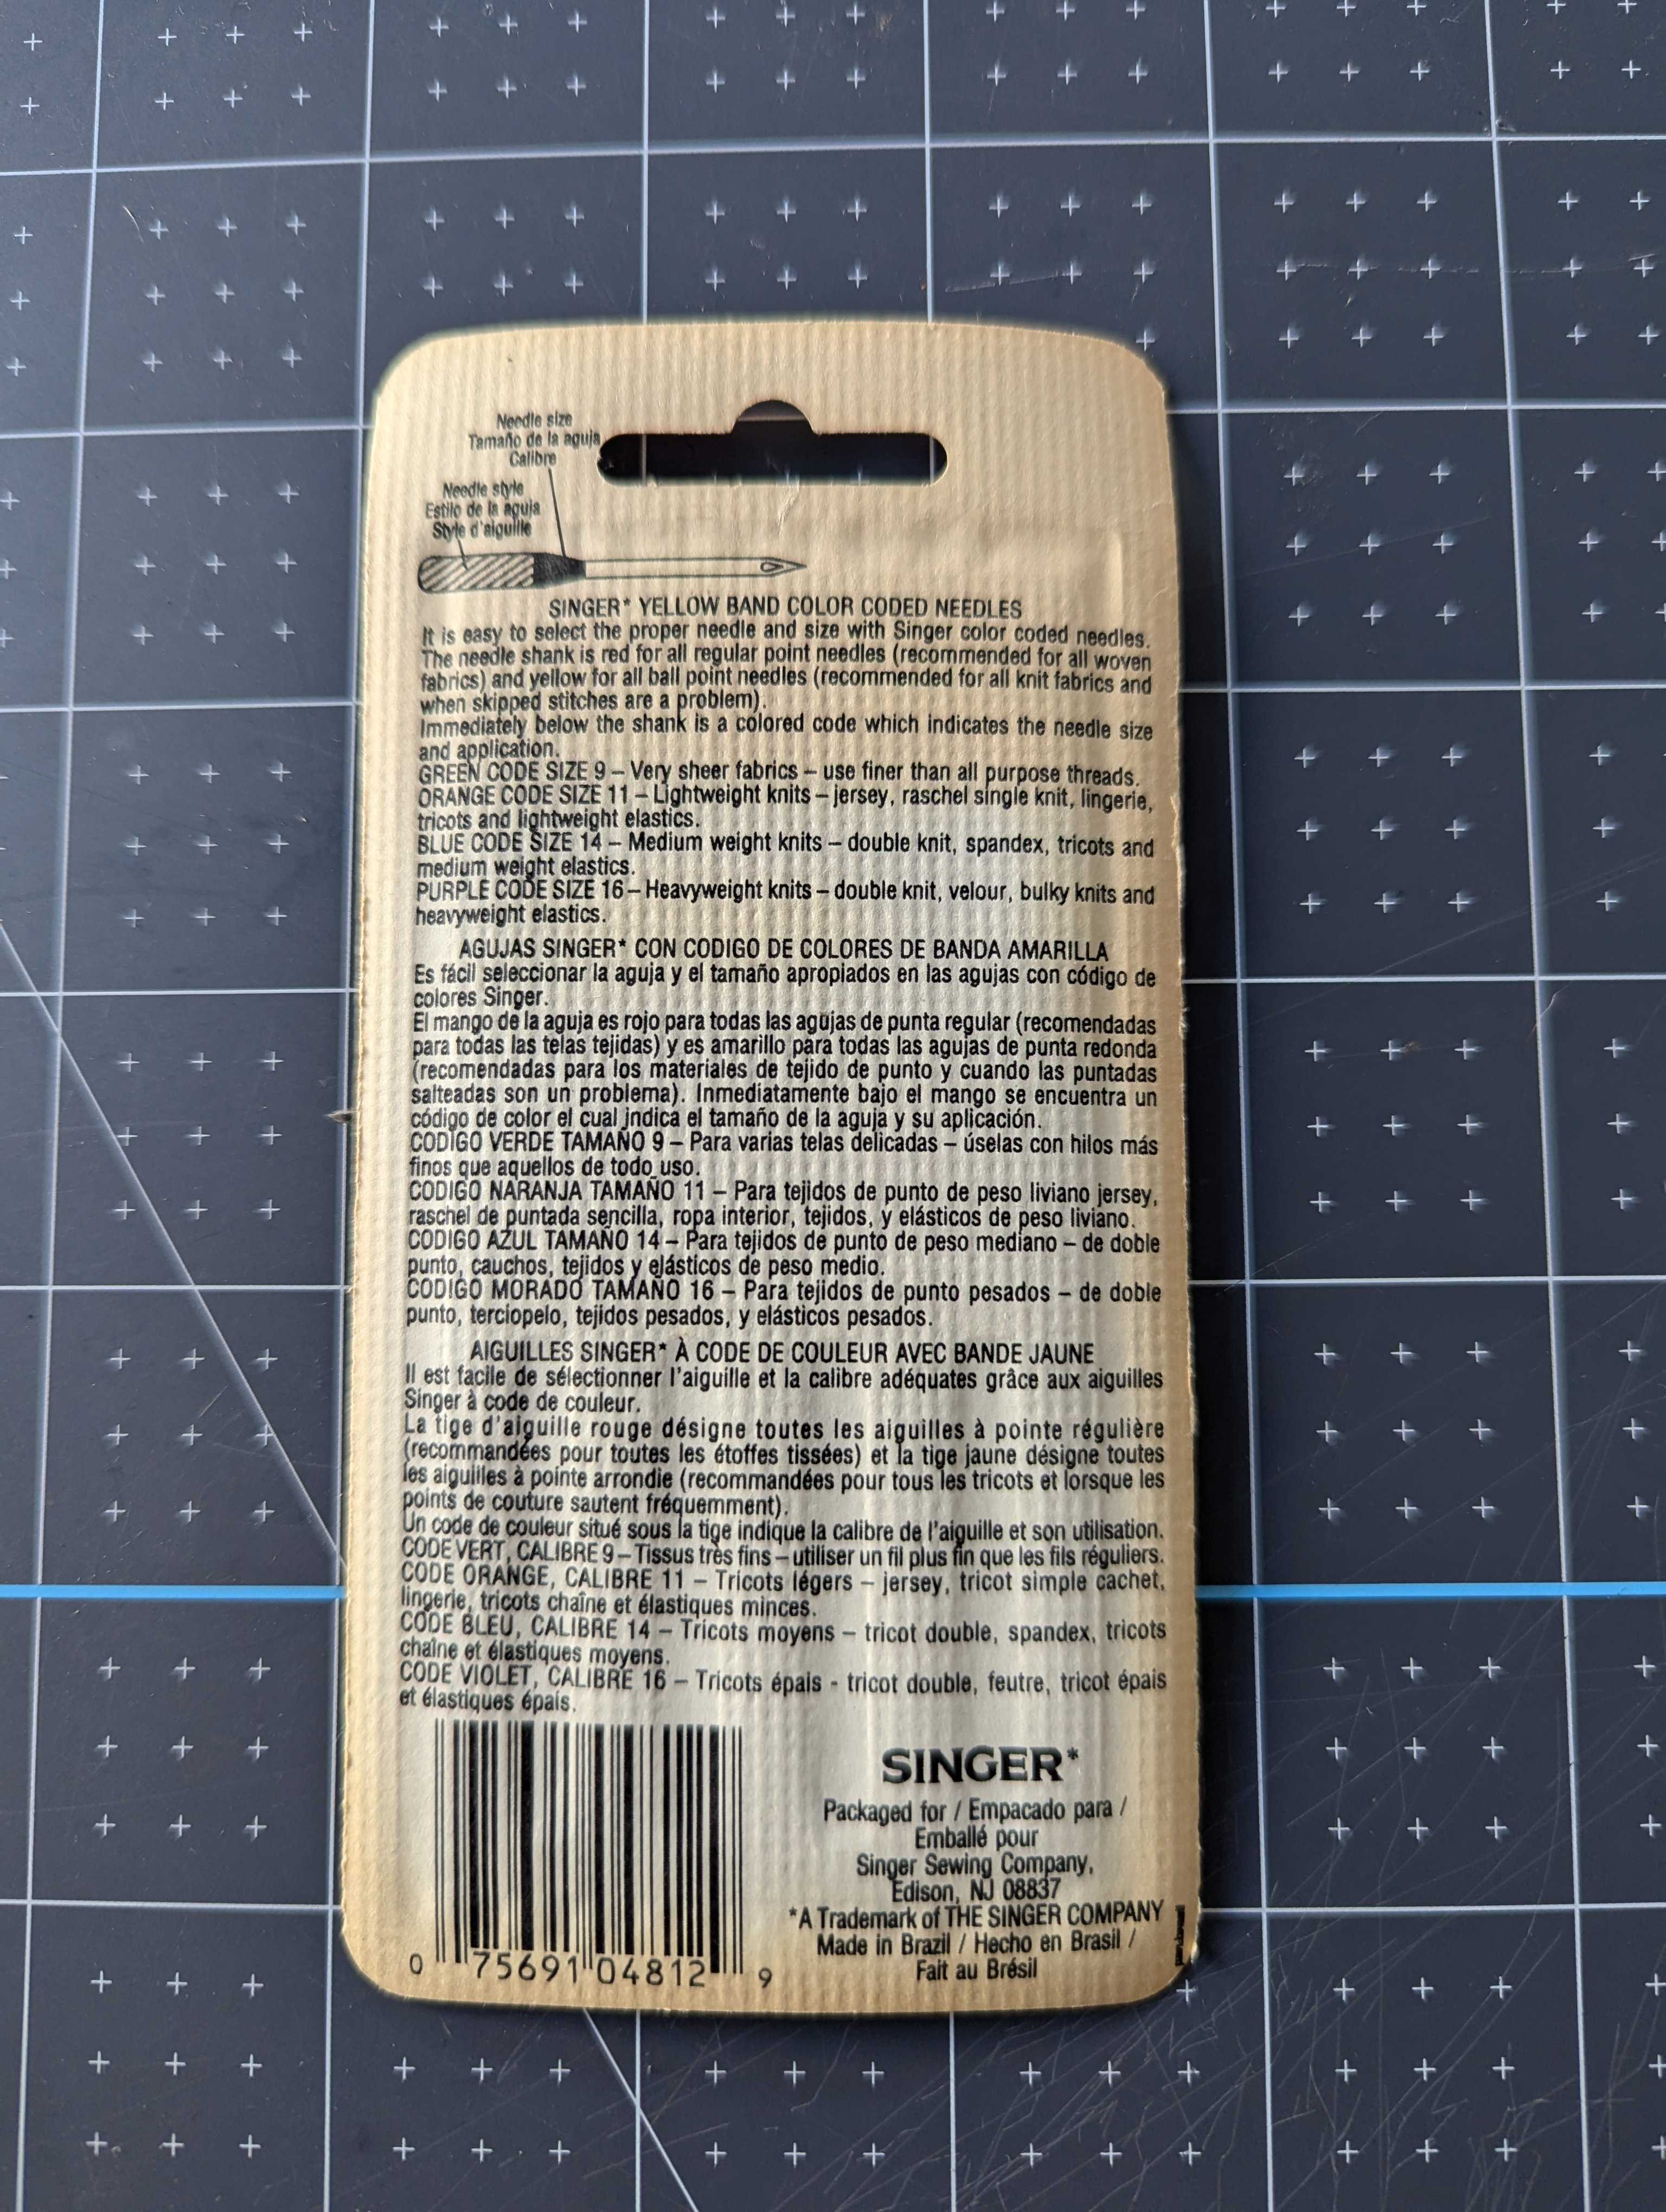 Needle size
Tamaño de la aguja
Calibre
Needle style
Estilo de la aguja
Style d'aiguille
SINGER* YELLOW BAND COLOR CODED NEEDLES
It is easy to select the proper needle and size with Singer color coded needles.
The needle shank is red for all regular point needles (recommended for all woven
fabrics) and yellow for all ball point needles (recommended for all knit fabrics and
when skipped stitches are a problem).
Immediately below the shank is a colored code which indicates the needle size
and application.
GREEN CODE SIZE 9 – Very sheer fabrics – use finer than all purpose threads.
ORANGE CODE SIZE 11 – Lightweight knits – jersey, raschel single knit, lingerie,
tricots and lightweight elastics.
BLUE CODE SIZE 14 – Medium weight knits – double knit, spandex, tricots and
medium weight elastics.
PURPLE CODE SIZE 16 – Heavyweight knits – double knit, velour, bulky knits and
heavyweight elastics.
AGUJAS SINGER* CON CODIGO DE COLORES DE BANDA AMARILLA
Es fácil seleccionar la aguja y el tamaño apropiados en las agujas con código de
colores Singer.
El mango de la aguja es rojo para todas las agujas de punta regular (recomendadas
para todas las telas tejidas) y es amarillo para todas las agujas de punta redonda
(recomendadas para los materiales de tejido de punto y cuando las puntadas
salteadas son un problema). Inmediatamente bajo el mango se encuentra un
código de color el cual indica el tamaño de la aguja y su aplicación.
CODIGO VERDE TAMAÑO 9 – Para varias telas delicadas – úselas con hilos más
finos que aquellos de todo uso.
CODIGO NARANJA TAMAÑO 11 – Para tejidos de punto de peso liviano jersey,
raschel de puntada sencilla, ropa interior, tejidos, y elásticos de peso liviano.
CODIGO AZUL TAMAÑO 14 – Para tejidos de punto de peso mediano – de doble
punto, cauchos, tejidos y elásticos de peso medio.
CODIGO MORADO TAMAÑO 16 – Para tejidos de punto pesados – de doble
punto, terciopelo, tejidos pesados, y elásticos pesados.
AIGUILLES SINGER* À CODE DE COULEUR AVEC BANDE JAUNE
Il est facile de sélectionner l'aiguille et la calibre adéquates grâce aux aiguilles
Singer à code de couleur.
La tige d'aiguille rouge désigne toutes les aiguilles à pointe régulière
(recommandées pour toutes les étoffes tissées) et la tige jaune désigne toutes
les aiguilles à pointe arrondie (recommandées pour tous les tricots et lorsque les
points de couture sautent fréquemment).
Un code de couleur situé sous la tige indique la calibre de l'aiguille et son utilisation.
CODE VERT, CALIBRE 9 – Tissus très fins – utiliser un fil plus fin que les fils réguliers.
CODE ORANGE, CALIBRE 11 – Tricots légers – jersey, tricot simple cachet,
lingerie, tricots chaîne et élastiques minces.
CODE BLEU, CALIBRE 14 – Tricots moyens – tricot double, spandex, tricots
chaîne et élastiques moyens.
CODE VIOLET, CALIBRE 16 – Tricots épais - tricot double, feutre, tricot épais
et élastiques épais.
0 75691 04812 9
SINGER*
Packaged for / Empacado para /
Emballé pour
Singer Sewing Company,
Edison, NJ 08837
*A Trademark of THE SINGER COMPANY
Made in Brazil / Hecho en Brasil /
Fait au Brésil